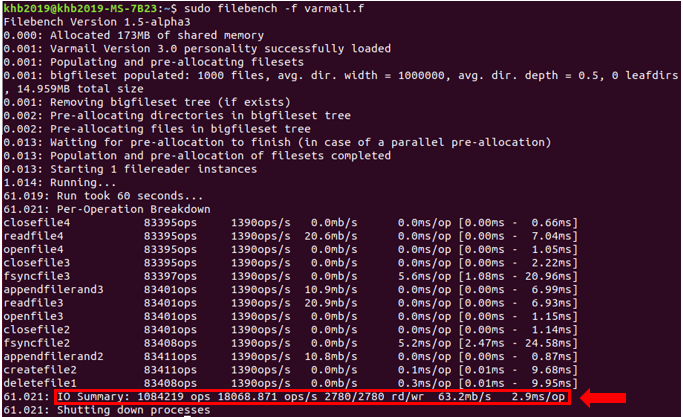 khb2019@khb2019-MS-7B23:~$ sudo filebench -f varmail.f
Filebench Version 1.5-alpha3
0.000: Allocated 173MB of shared memory
0.001: Varmail Version 3.0 personality successfully loaded
0.001: Populating and pre-allocating filesets
0.001: bigfileset populated: 1000 files, avg. dir. width = 1000000, avg. dir. depth = 0.5, 0 leafdirs
, 14.959MB total size
0.001: Removing bigfileset tree (if exists)
0.002: Pre-allocating directories in bigfileset tree
0.002: Pre-allocating files in bigfileset tree
0.013: Waiting for pre-allocation to finish (in case of a parallel pre-allocation)
0.013: Population and pre-allocation of filesets completed
0.013: Starting 1 filereader instances
1.014: Running...
61.019: Run took 60 seconds...
61.021: Per-Operation Breakdown
closefile4 83395ops 1390ops/s 0.0mb/s 0.0ms/op [0.00ms - 0.66ms]
readfile4 83395ops 1390ops/s 20.6mb/s 0.0ms/op [0.00ms - 7.04ms]
openfile4 83395ops 1390ops/s 0.0mb/s 0.0ms/op [0.00ms - 1.05ms]
closefile3 83395ops 1390ops/s 0.0mb/s 0.0ms/op [0.00ms - 2.22ms]
fsyncfile3 83397ops 1390ops/s 0.0mb/s 5.6ms/op [1.08ms - 20.96ms]
appendfilerand3 83401ops 1390ops/s 10.9mb/s 0.0ms/op [0.00ms - 6.99ms]
readfile3 83401ops 1390ops/s 20.9mb/s 0.0ms/op [0.00ms - 6.93ms]
openfile3 83401ops 1390ops/s 0.0mb/s 0.0ms/op [0.00ms - 1.15ms]
closefile2 83401ops 1390ops/s 0.0mb/s 0.0ms/op [0.00ms - 1.14ms]
fsyncfile2 83408ops 1390ops/s 0.0mb/s 5.2ms/op [2.47ms - 24.58ms]
appendfilerand2 83411ops 1390ops/s 10.8mb/s 0.0ms/op [0.00ms - 0.87ms]
createfile2 83411ops 1390ops/s 0.0mb/s 0.1ms/op [0.01ms - 9.68ms]
deletefile1 83408ops 1390ops/s 0.0mb/s 0.3ms/op [0.01ms - 9.95ms]
61.021: IO Summary: 1084219 ops 18068.871 ops/s 2780/2780 rd/wr 63.2mb/s 2.9ms/op
61.021: Shutting down processes